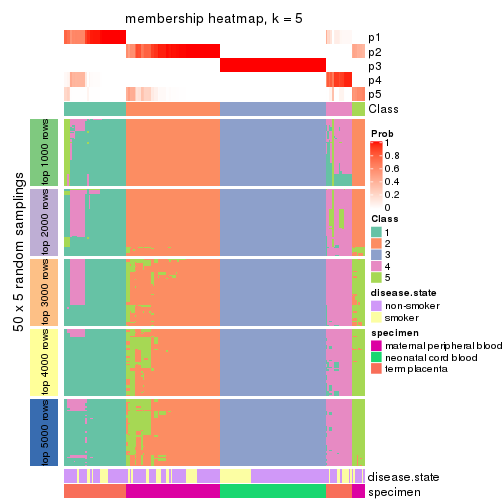 membership heatmap, k = 5
p1
p2
p3
p4
p5
Class
50 x 5 random samplings
top 1000 rows
top 2000 rows
top 3000 rows
top 4000 rows
top 5000 rows
Prob
1
0.8
0.6
0.4
0.2
0
Class
1
2
3
4
5
disease.state
non-smoker
smoker
specimen
maternal peripheral blood
neonatal cord blood
term placenta
disease.state
specimen